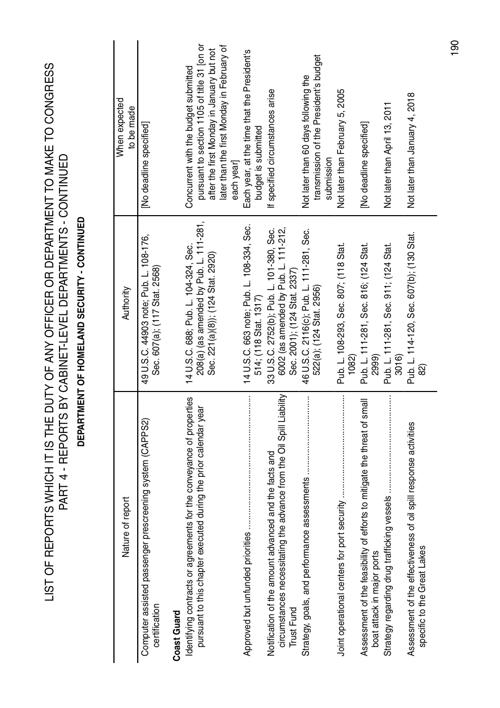 LIST OF REPORTS WHICH IT IS THE DUTY OF ANY OFFICER OR DEPARTMENT TO MAKE TO CONGRESS
PART 4 - REPORTS BY CABINET-LEVEL DEPARTMENTS - CONTINUED
DEPARTMENT OF HOMELAND SECURITY - CONTINUED
Nature of report
Authority
When expected
to be made
Computer assisted passenger prescreening system (CAPPS2)
certification
49 U.S.C. 44903 note; Pub. L. 108-176,
Sec. 607(a); (117 Stat. 2568)
[No deadline specified]
Coast Guard
Identifying contracts or agreements for the conveyance of properties
pursuant to this chapter executed during the prior calendar year
14 U.S.C. 688; Pub. L. 104-324, Sec.
208(a) (as amended by Pub. L. 111-281,
Sec. 221(a)(8)); (124 Stat. 2920)
Concurrent with the budget submitted
pursuant to section 1105 of title 31 [on or
after the first Monday in January but not
later than the first Monday in February of
each year]
Approved but unfunded priorities
14 U.S.C. 663 note; Pub. L. 108-334, Sec.
514; (118 Stat. 1317)
Each year, at the time that the President's
budget is submitted
Notification of the amount advanced and the facts and
circumstances necessitating the advance from the Oil Spill Liability
Trust Fund
33 U.S.C. 2752(b); Pub. L. 101-380, Sec.
6002 (as amended by Pub. L. 111-212,
Sec. 2001); (124 Stat. 2337)
If specified circumstances arise
Strategy, goals, and performance assessments
46 U.S.C. 2116(c); Pub. L. 111-281, Sec.
522(a); (124 Stat. 2956)
Not later than 60 days following the
transmission of the President's budget
submission
Joint operational centers for port security
Pub. L. 108-293, Sec. 807; (118 Stat.
1082)
Not later than February 5, 2005
Assessment of the feasibility of efforts to mitigate the threat of small
boat attack in major ports
Pub. L. 111-281, Sec. 816; (124 Stat.
2999)
[No deadline specified]
Strategy regarding drug trafficking vessels
Pub. L. 111-281, Sec. 911; (124 Stat.
3016)
Not later than April 13, 2011
Assessment of the effectiveness of oil spill response activities
specific to the Great Lakes
Pub. L. 114-120, Sec. 607(b); (130 Stat.
82)
Not later than January 4, 2018
190